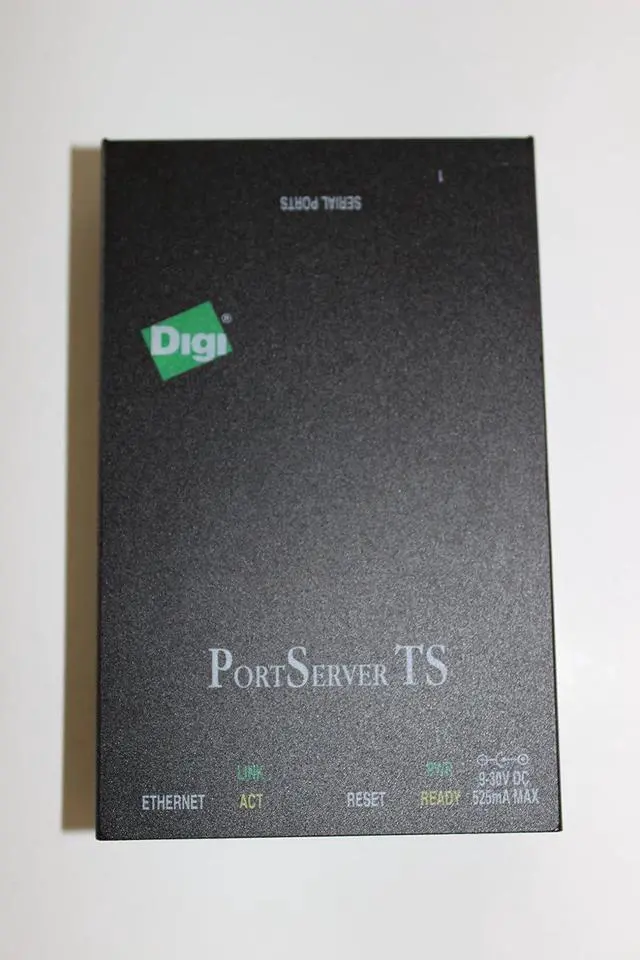 1
SERIAL PORTS
Digi®
PORTSERVER TS
LINK PWR 9-30V DC
ETHERNET ACT RESET READY 525mA MAX